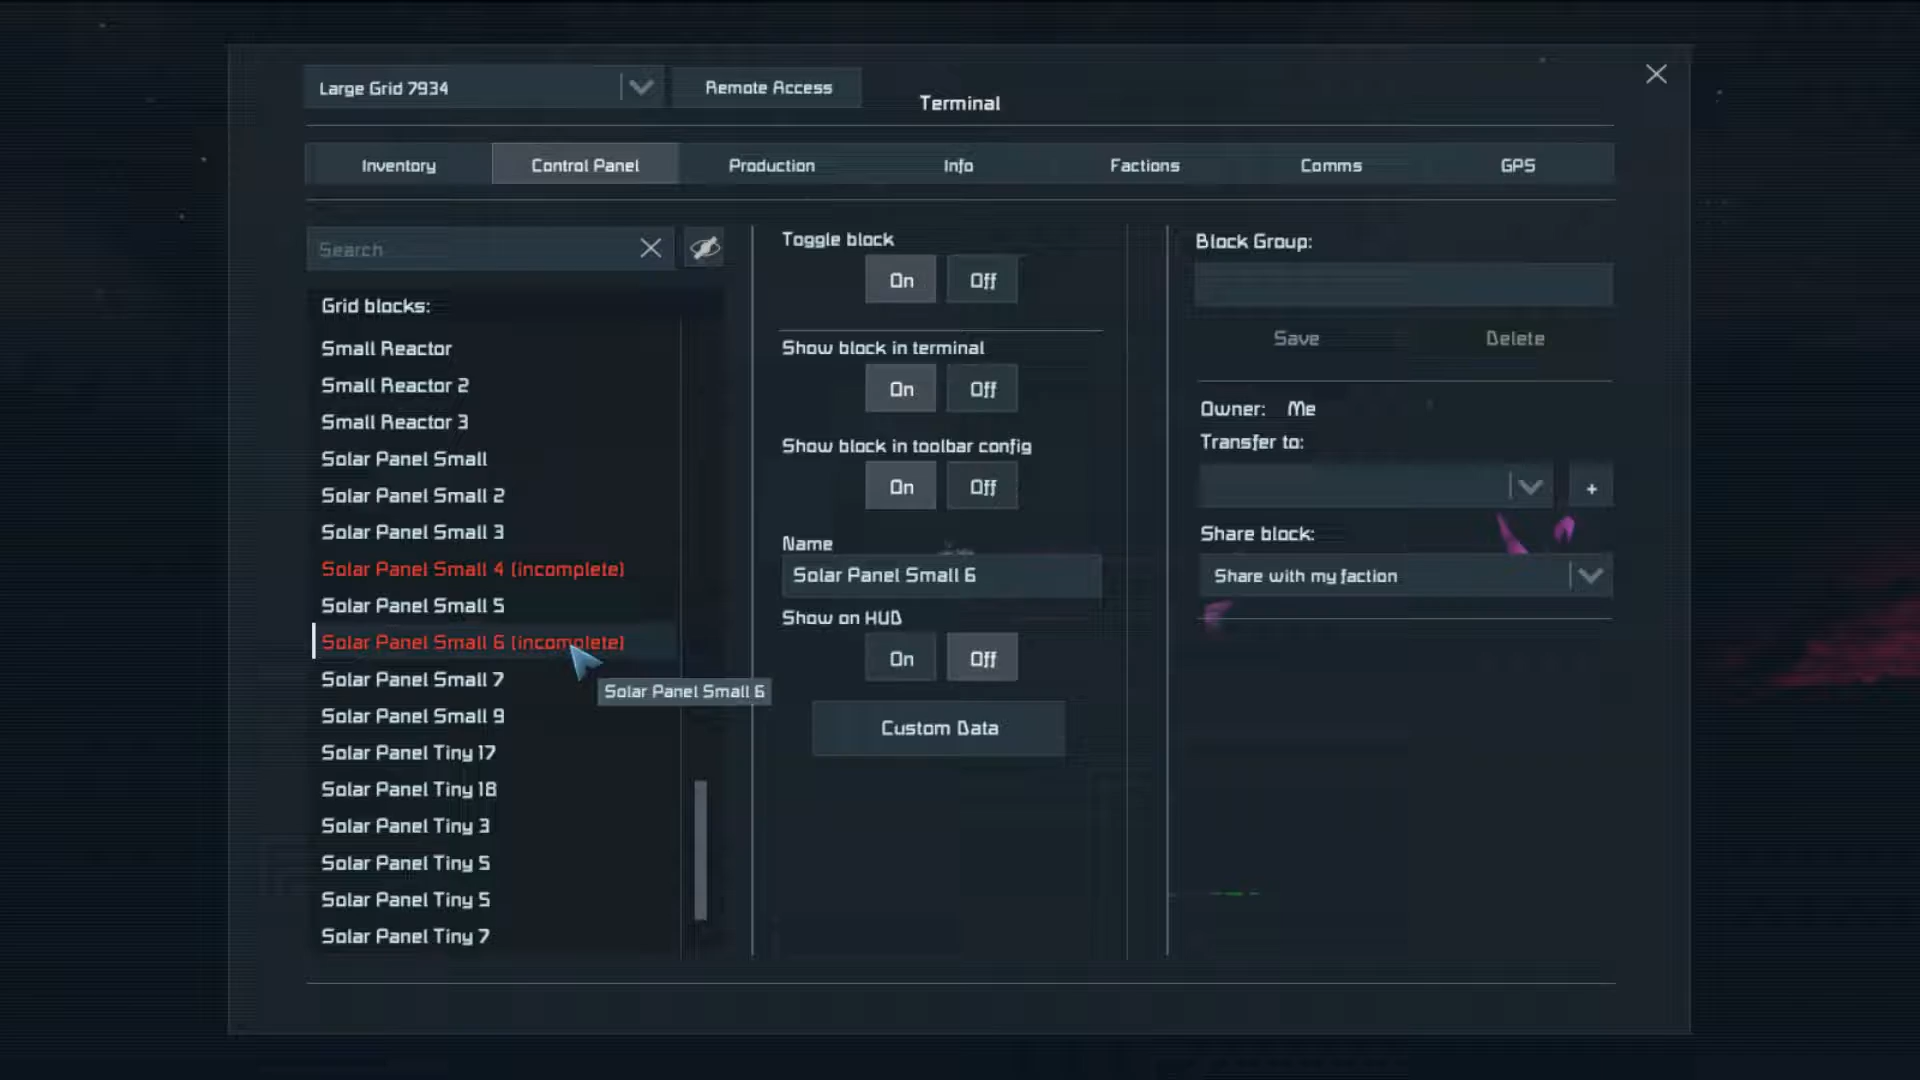 Large Grid 7934
Remote Access
Terminal
Inventory
Control Panel
Production
Info
Factions
Comms
GPS
Search
Grid blocks:
Small Reactor
Small Reactor 2
Small Reactor 3
Solar Panel Small
Solar Panel Small 2
Solar Panel Small 3
Solar Panel Small 4 (incomplete)
Solar Panel Small 5
Solar Panel Small 6 (incomplete)
Solar Panel Small 7
Solar Panel Small 9
Solar Panel Tiny 17
Solar Panel Tiny 18
Solar Panel Tiny 3
Solar Panel Tiny 5
Solar Panel Tiny 5
Solar Panel Tiny 7
Solar Panel Small 6
Toggle block
On Off
Show block in terminal
On Off
Show block in toolbar config
On Off
Name
Solar Panel Small 6
Show on HUD
On Off
Custom Data
Block Group:
Save Delete
Owner: Me
Transfer to:
+
Share block:
Share with my faction